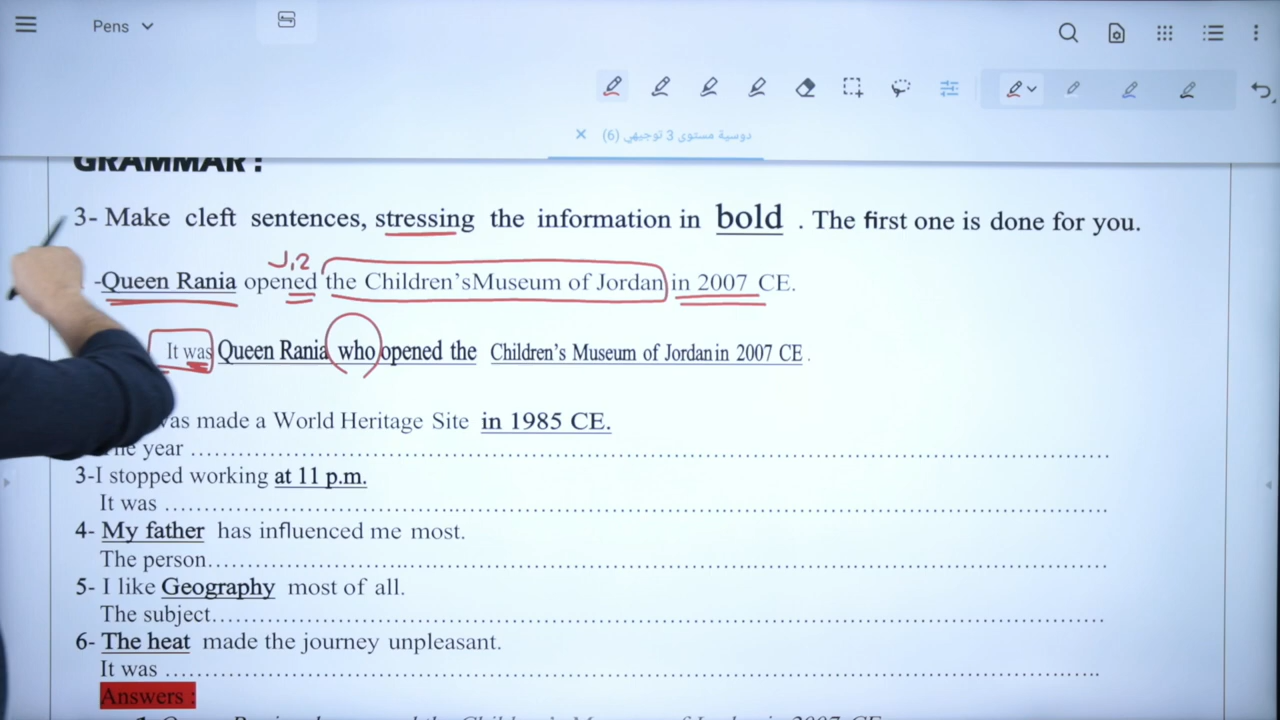 Pens
دوسية مستوى 3 توجيهي (6)
GRAMMAR :
3- Make cleft sentences, stressing the information in bold . The first one is done for you.
-Queen Rania opened the Children'sMuseum of Jordan in 2007 CE.
It was Queen Rania who opened the Children's Museum of Jordan in 2007 CE .
was made a World Heritage Site in 1985 CE.
year ........................................
3-I stopped working at 11 p.m.
It was ........................................
4- My father has influenced me most.
The person........................................
5- I like Geography most of all.
The subject........................................
6- The heat made the journey unpleasant.
It was ........................................
Answers :